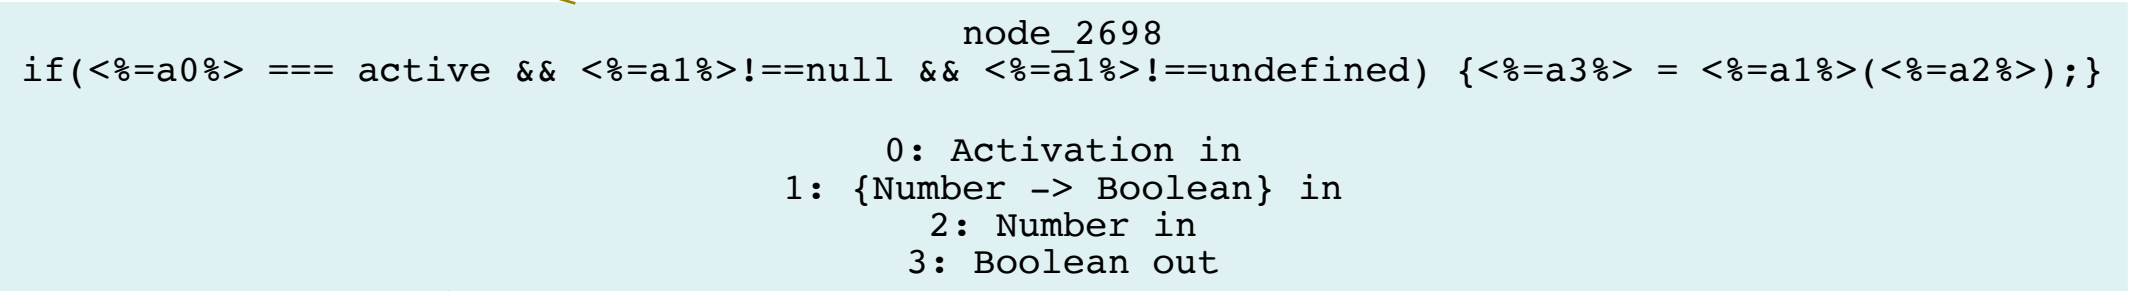 node_2698
if(<%=a0%> === active && <%=a1%>!==null && <%=a1%>!==undefined) {<%=a3%> = <%=a1%>(<%=a2%>);}
0: Activation in
1: {Number -> Boolean} in
2: Number in
3: Boolean out